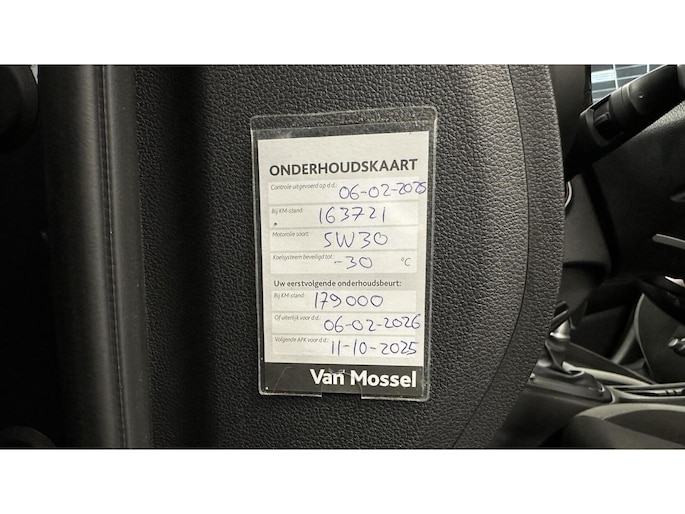 ONDERHOUDSKAART
Controle uitgevoerd op d.d.: 06-02-2025
Bij KM-stand: 163721
Motorolie soort: 5W30
Koelsysteem beveiligd tot: -30 °C
Uw eerstvolgende onderhoudsbeurt:
Bij KM-stand: 179000
Of uiterlijk voor d.d.: 06-02-2026
Volgende APK voor d.d.: 11-10-2025
Van Mossel